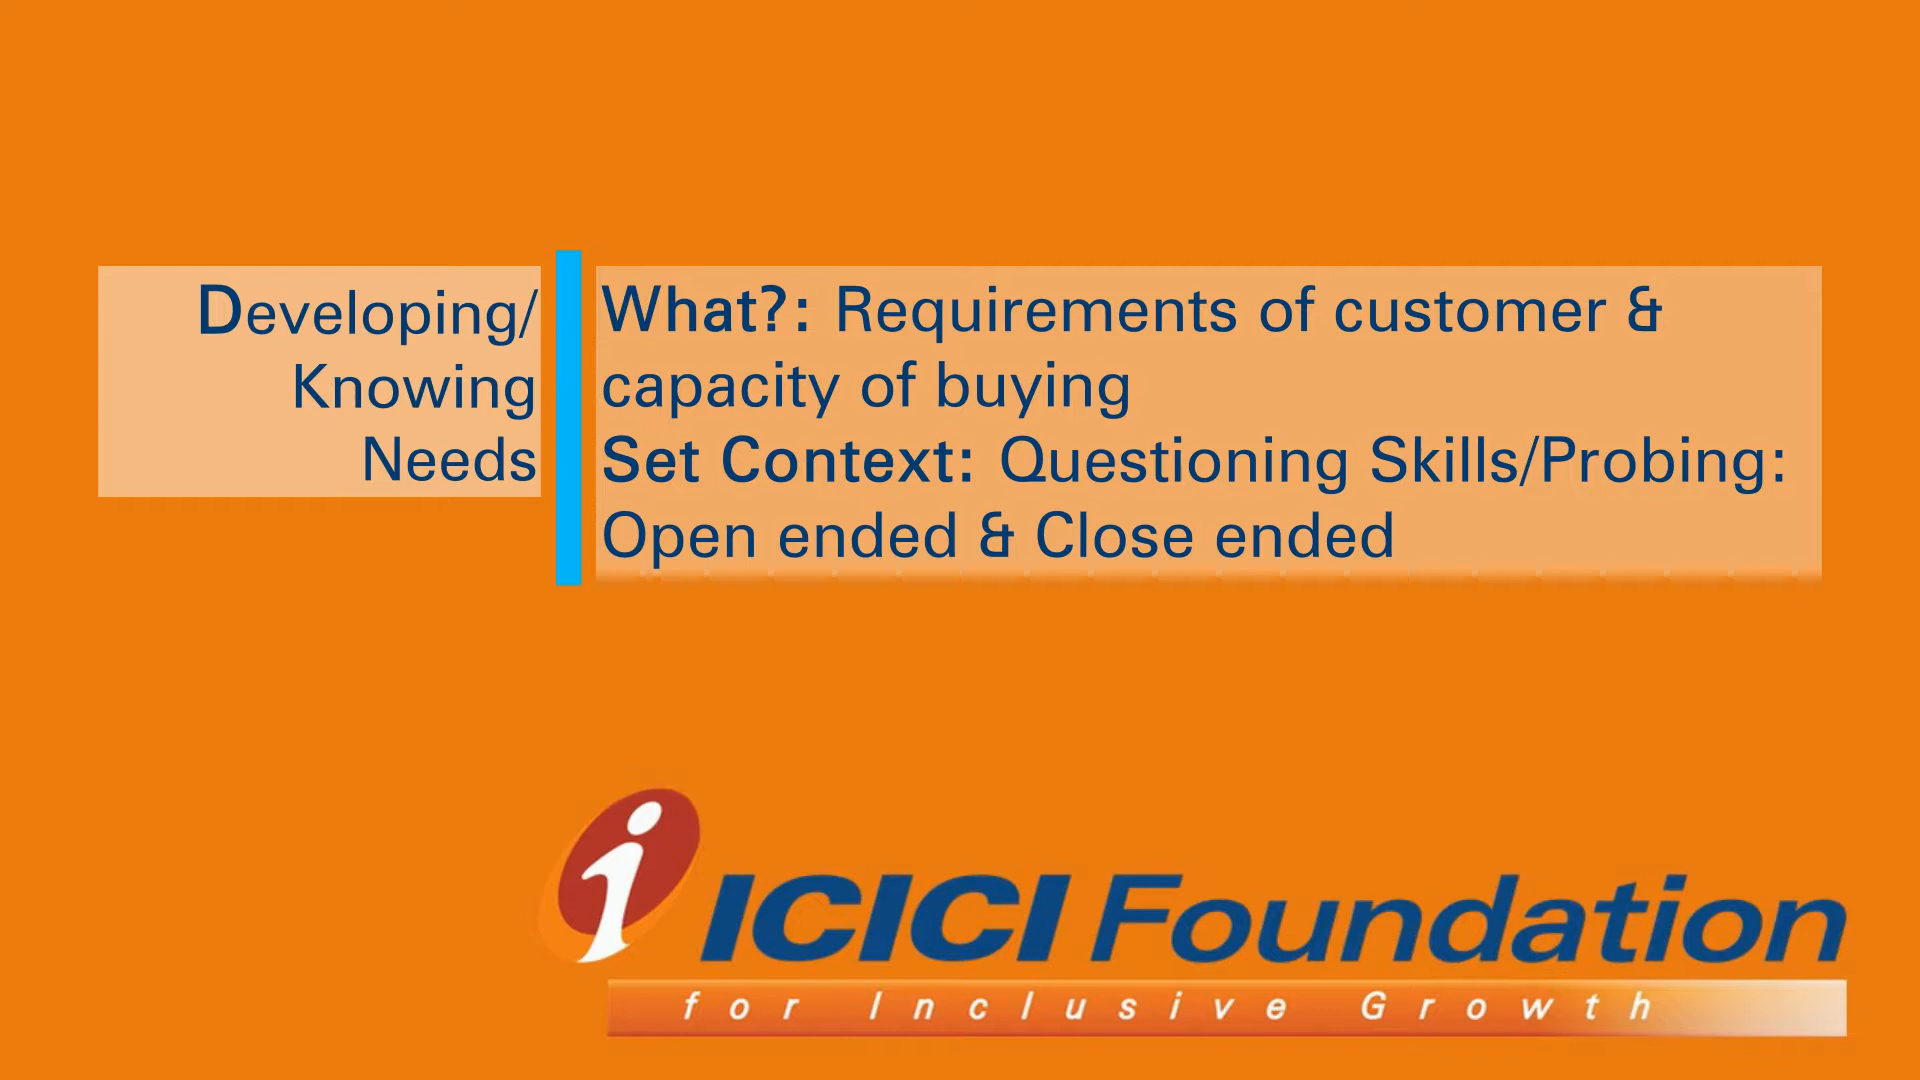 Developing/
Knowing
Needs
What?: Requirements of customer &
capacity of buying
Set Context: Questioning Skills/Probing:
Open ended & Close ended
i ICICI Foundation
for Inclusive Growth